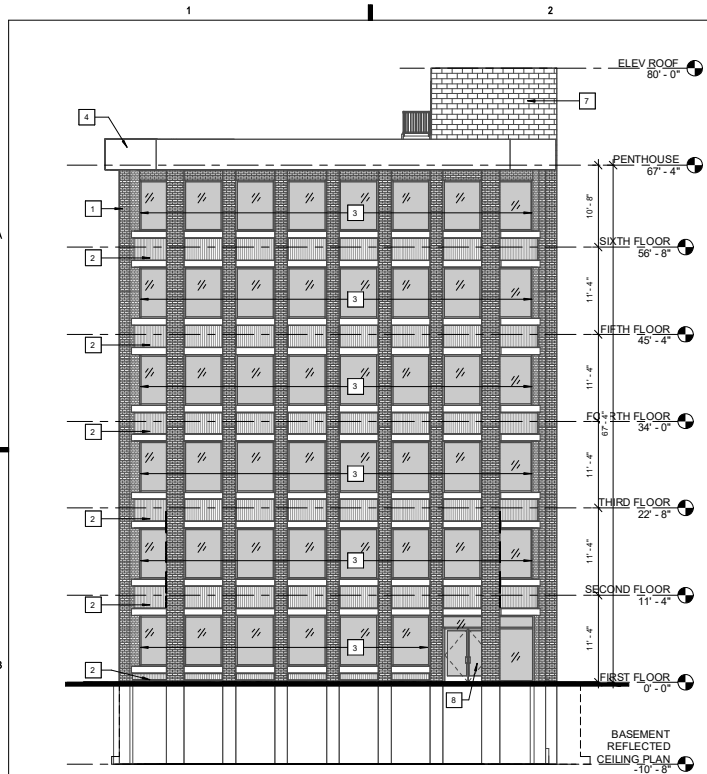 1
2
ELEV ROOF
80' - 0"
7
4
PENTHOUSE
67' - 4"
10' - 8"
1
3
A
SIXTH FLOOR
56' - 8"
2
3
11' - 4"
FIFTH FLOOR
45' - 4"
2
3
11' - 4"
67' - 4"
FOURTH FLOOR
34' - 0"
2
3
11' - 4"
THIRD FLOOR
22' - 8"
2
3
11' - 4"
SECOND FLOOR
11' - 4"
2
3
11' - 4"
B
FIRST FLOOR
0' - 0"
2
8
BASEMENT
REFLECTED
CEILING PLAN
-10' - 8"